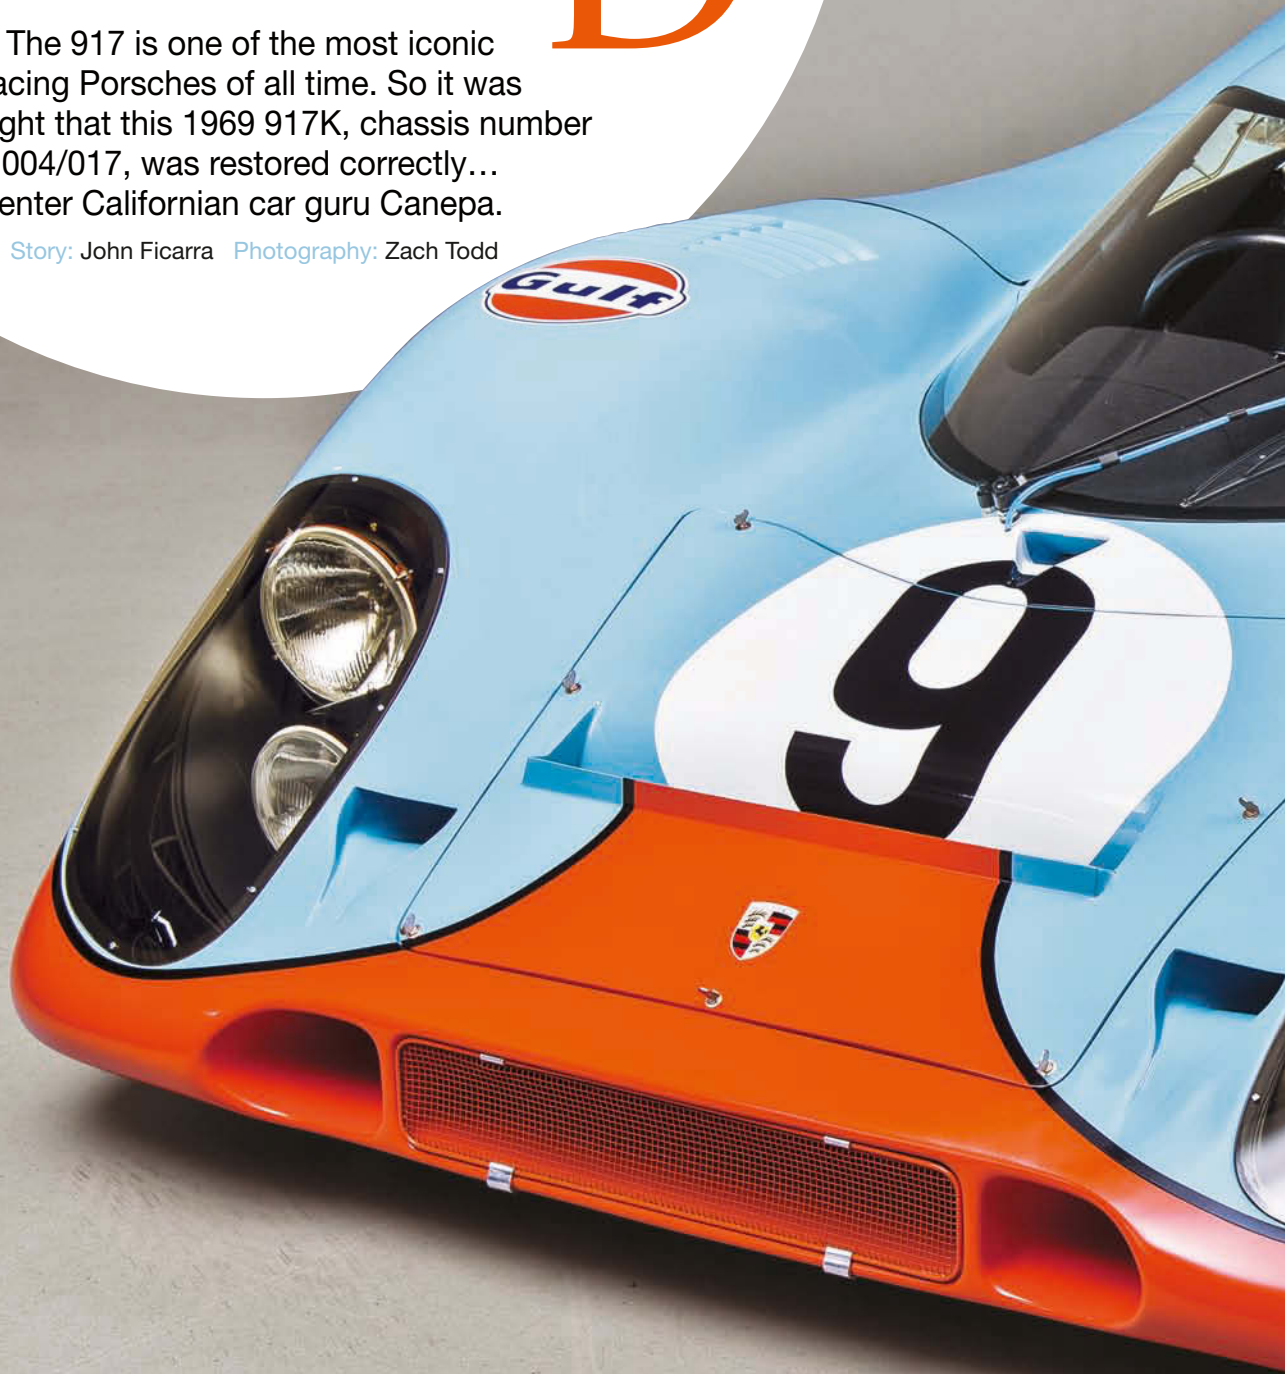 The 917 is one of the most iconic
acing Porsches of all time. So it was
ght that this 1969 917K, chassis number
004/017, was restored correctly…
enter Californian car guru Canepa.
Story: John Ficarra Photography: Zach Todd
Gulf
9